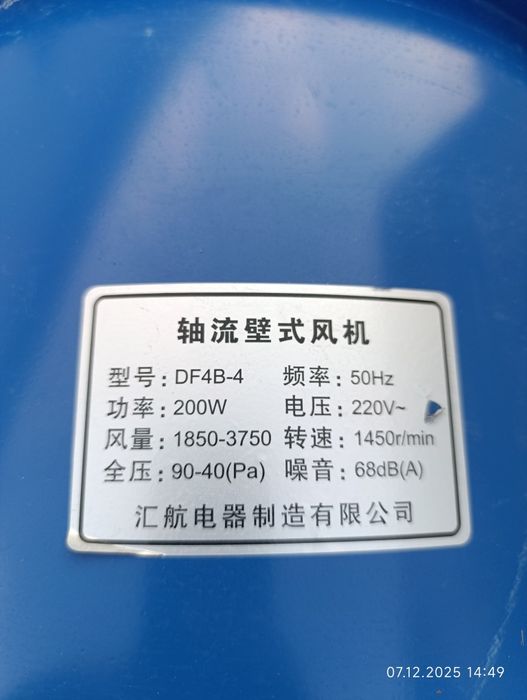 轴流壁式风机
型号: DF4B-4 频率: 50Hz
功率: 200W 电压: 220V~
风量: 1850-3750 转速: 1450r/min
全压: 90-40(Pa) 噪音: 68dB(A)
汇航电器制造有限公司
07.12.2025 14:49